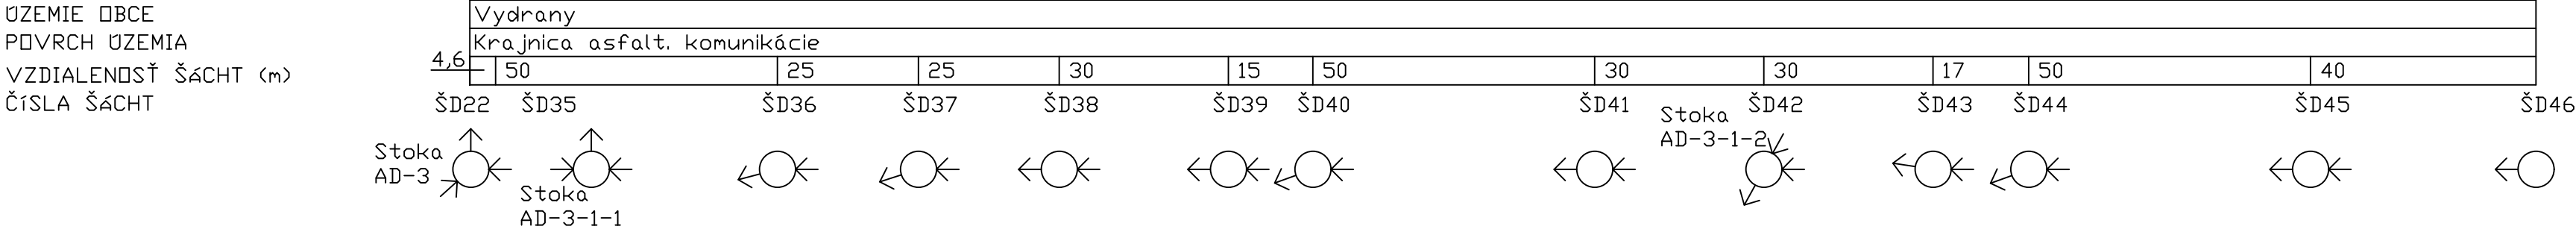 ÚZEMIE OBCE Vydrany
POVRCH ÚZEMIA Krajnica asfalt. komunikácie
VZDIALENOSŤ ŠÁCHT (m) 4,6 50 25 25 30 15 50 30 30 17 50 40
ČÍSLA ŠÁCHT ŠD22 ŠD35 ŠD36 ŠD37 ŠD38 ŠD39 ŠD40 ŠD41 ŠD42 ŠD43 ŠD44 ŠD45 ŠD46
Stoka
AD-3-1-2
Stoka
AD-3
Stoka
AD-3-1-1